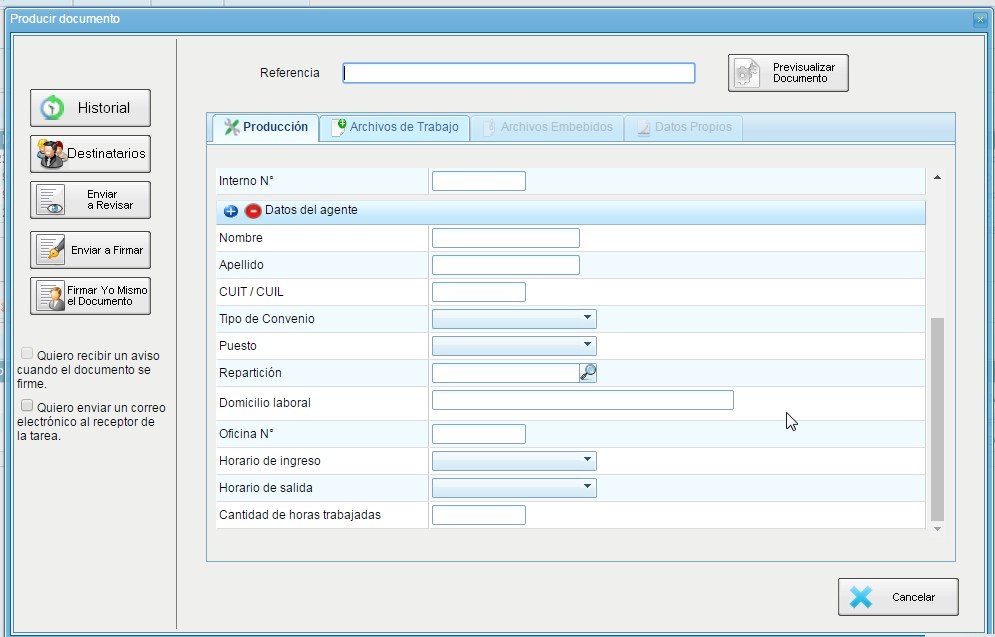 Producir documento
Referencia
Previsualizar
Documento
Historial
Destinatarios
Enviar
a Revisar
Enviar a Firmar
Firmar Yo Mismo
el Documento
Quiero recibir un aviso
cuando el documento se
firme.
Quiero enviar un correo
electrónico al receptor de
la tarea.
Producción
Archivos de Trabajo
Archivos Embebidos
Datos Propios
Interno N°
Datos del agente
Nombre
Apellido
CUIT / CUIL
Tipo de Convenio
Puesto
Repartición
Domicilio laboral
Oficina N°
Horario de ingreso
Horario de salida
Cantidad de horas trabajadas
Cancelar